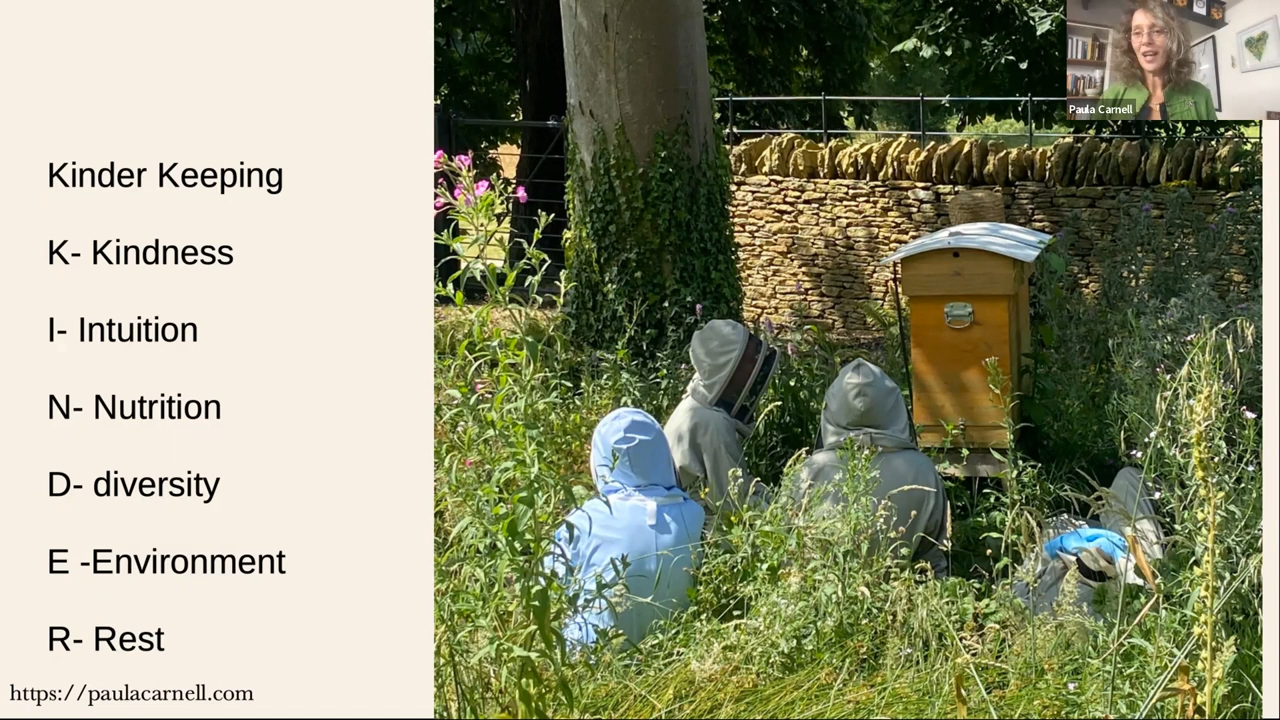 Kinder Keeping
K- Kindness
I- Intuition
N- Nutrition
D- diversity
E -Environment
R- Rest
https://paulacarnell.com
Paula Carnell